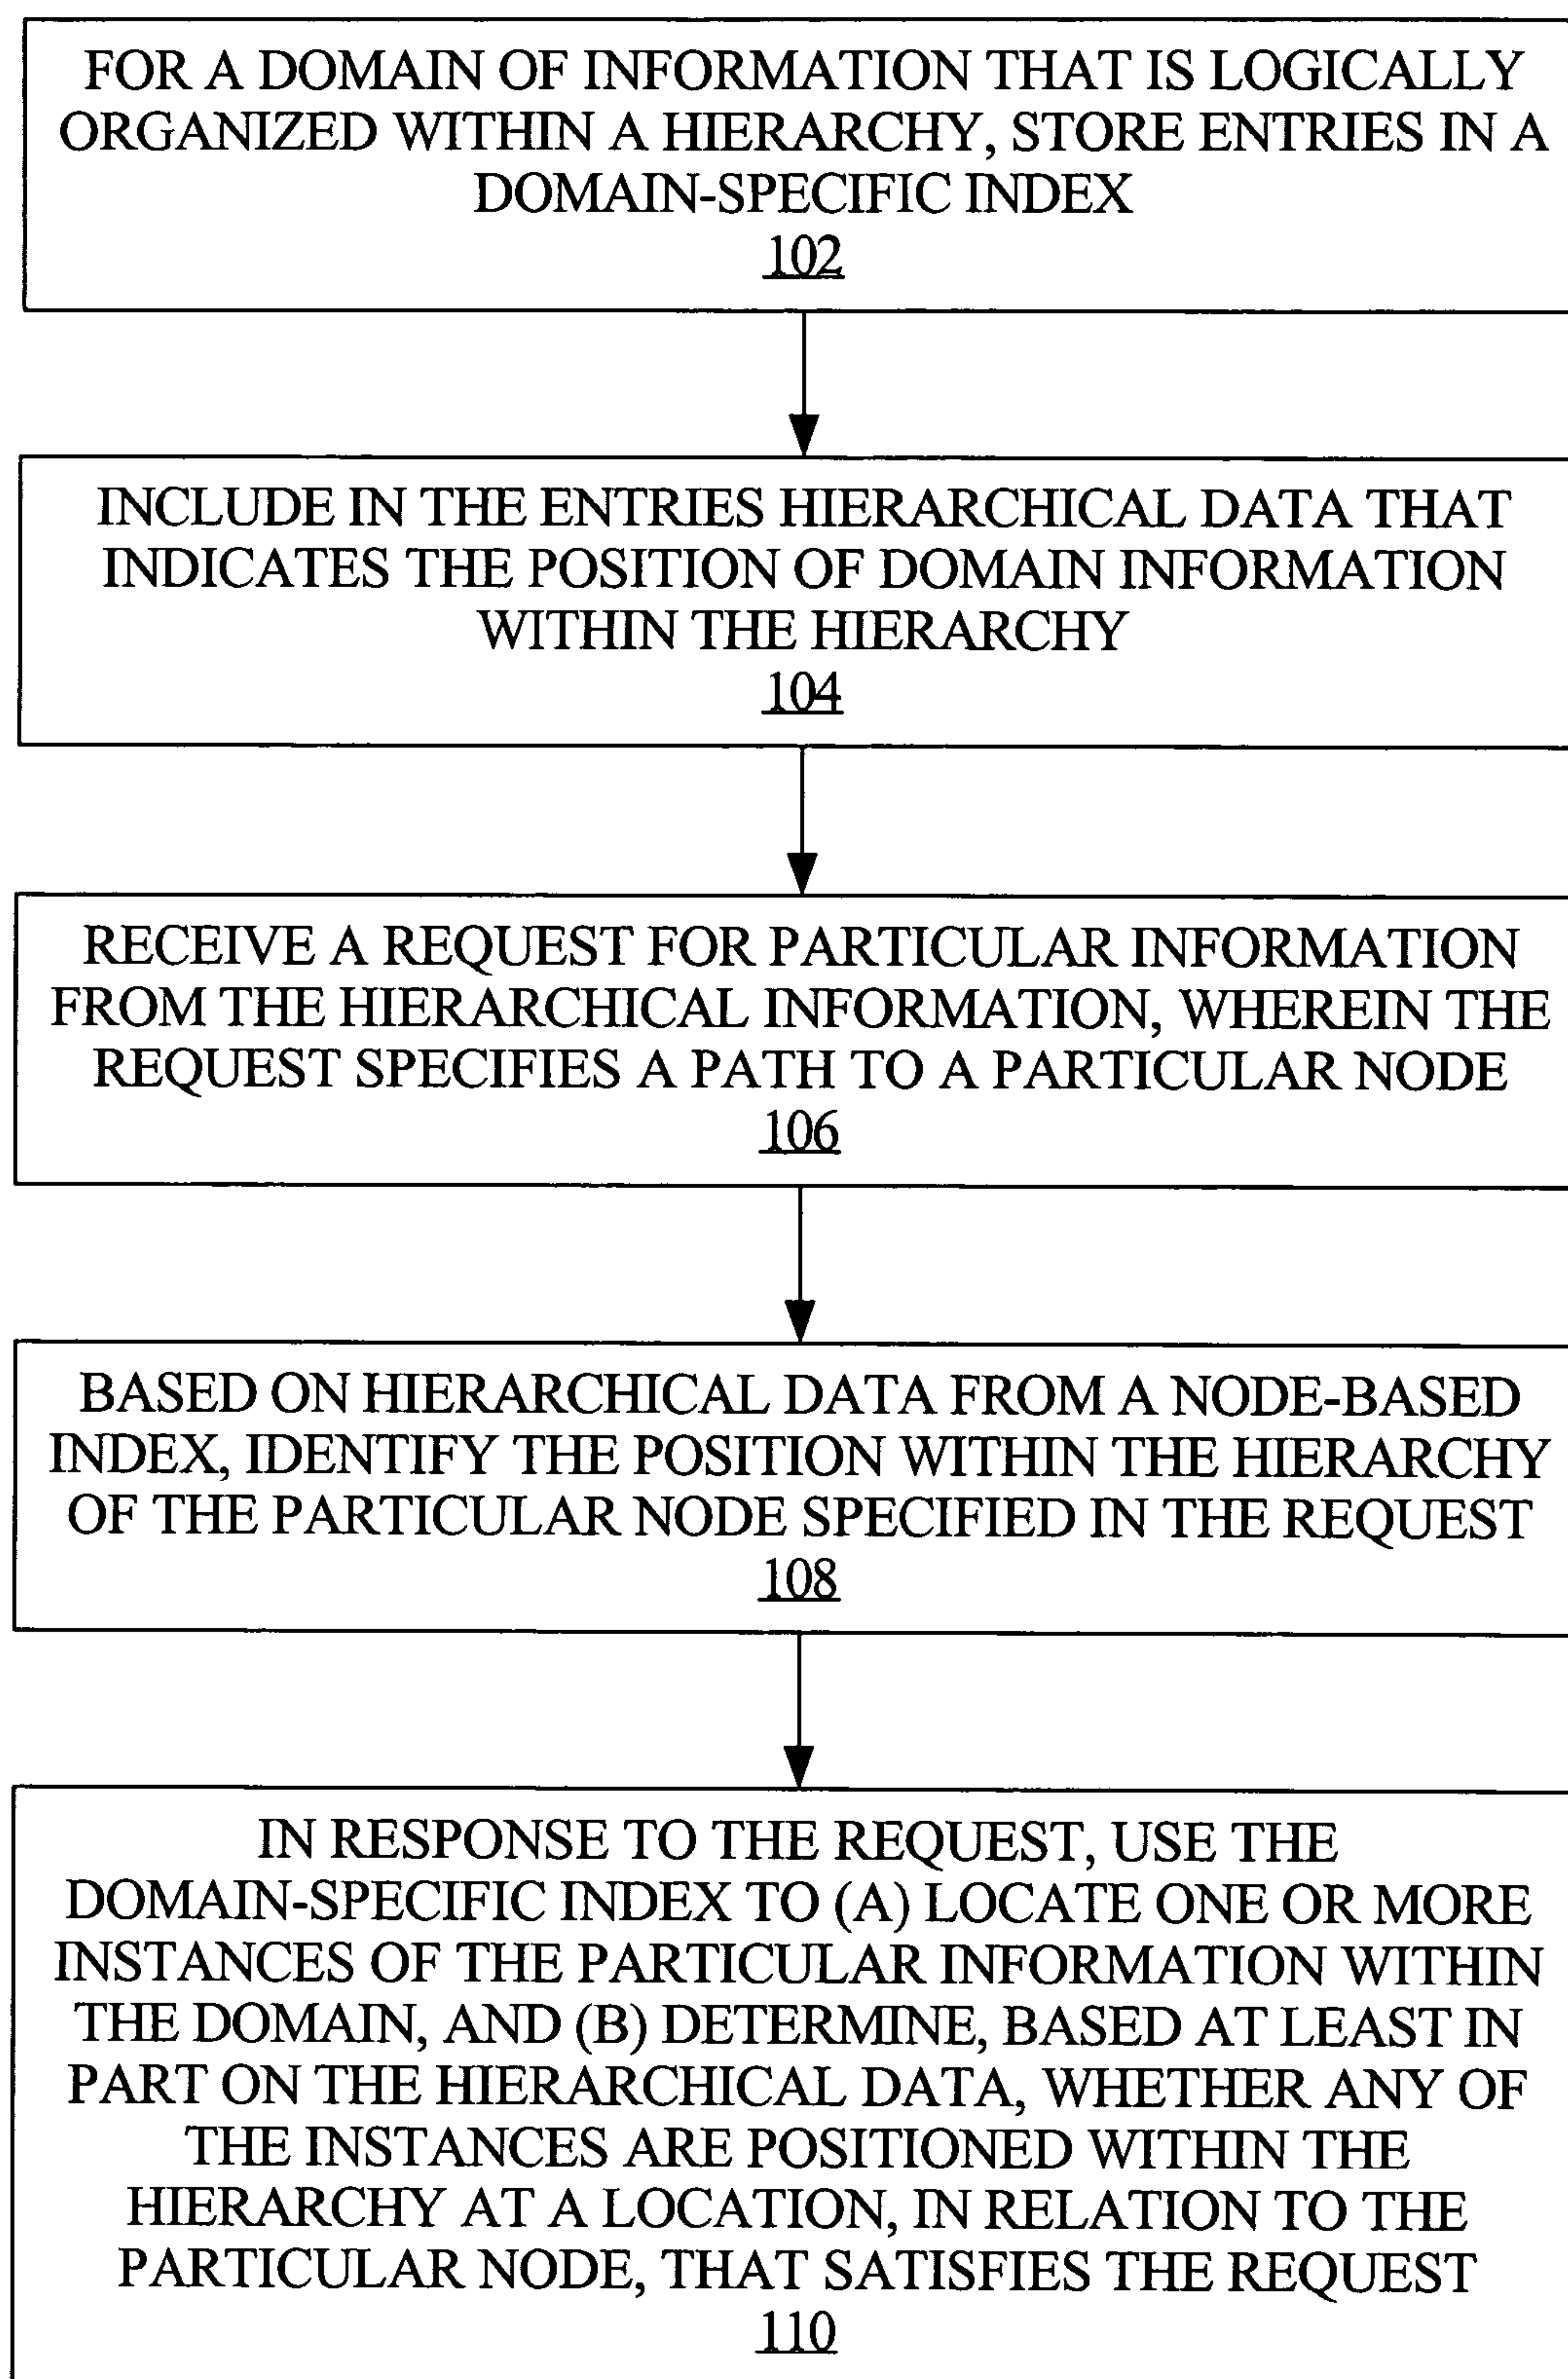 FOR A DOMAIN OF INFORMATION THAT IS LOGICALLY
ORGANIZED WITHIN A HIERARCHY, STORE ENTRIES IN A
DOMAIN-SPECIFIC INDEX
102
INCLUDE IN THE ENTRIES HIERARCHICAL DATA THAT
INDICATES THE POSITION OF DOMAIN INFORMATION
WITHIN THE HIERARCHY
104
RECEIVE A REQUEST FOR PARTICULAR INFORMATION
FROM THE HIERARCHICAL INFORMATION, WHEREIN THE
REQUEST SPECIFIES A PATH TO A PARTICULAR NODE
106
BASED ON HIERARCHICAL DATA FROM A NODE-BASED
INDEX, IDENTIFY THE POSITION WITHIN THE HIERARCHY
OF THE PARTICULAR NODE SPECIFIED IN THE REQUEST
108
IN RESPONSE TO THE REQUEST, USE THE
DOMAIN-SPECIFIC INDEX TO (A) LOCATE ONE OR MORE
INSTANCES OF THE PARTICULAR INFORMATION WITHIN
THE DOMAIN, AND (B) DETERMINE, BASED AT LEAST IN
PART ON THE HIERARCHICAL DATA, WHETHER ANY OF
THE INSTANCES ARE POSITIONED WITHIN THE
HIERARCHY AT A LOCATION, IN RELATION TO THE
PARTICULAR NODE, THAT SATISFIES THE REQUEST
110